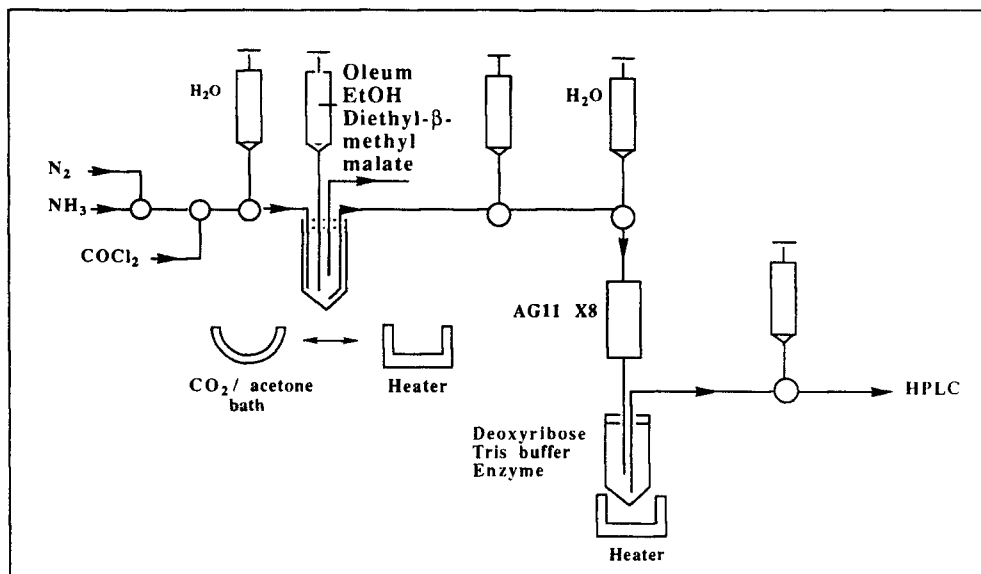 H₂O
Oleum
EtOH
Diethyl-β-
methyl
malate
H₂O
N₂
NH₃
COCl₂
AG11 X8
CO₂/ acetone
bath
Heater
HPLC
Deoxyribose
Tris buffer
Enzyme
Heater